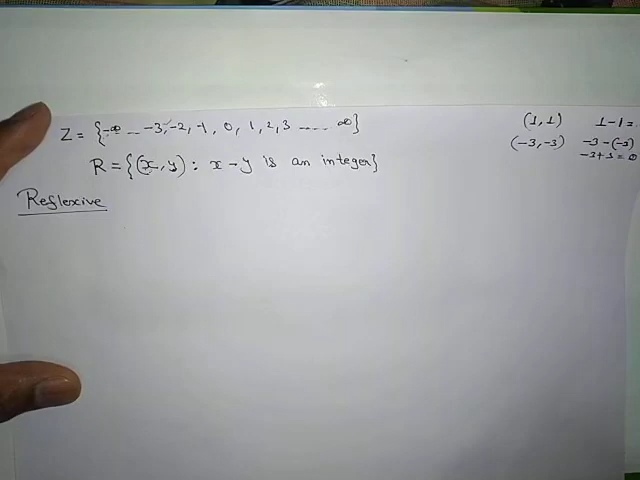 Z = {-∞ ... -3, -2, -1, 0, 1, 2, 3 .... ∞}
R = {(x, y) : x - y is an integer}
Reflexive
(1, 1) 1 - 1 =
(-3, -3) -3 - (-3)
-3 + 3 = 0